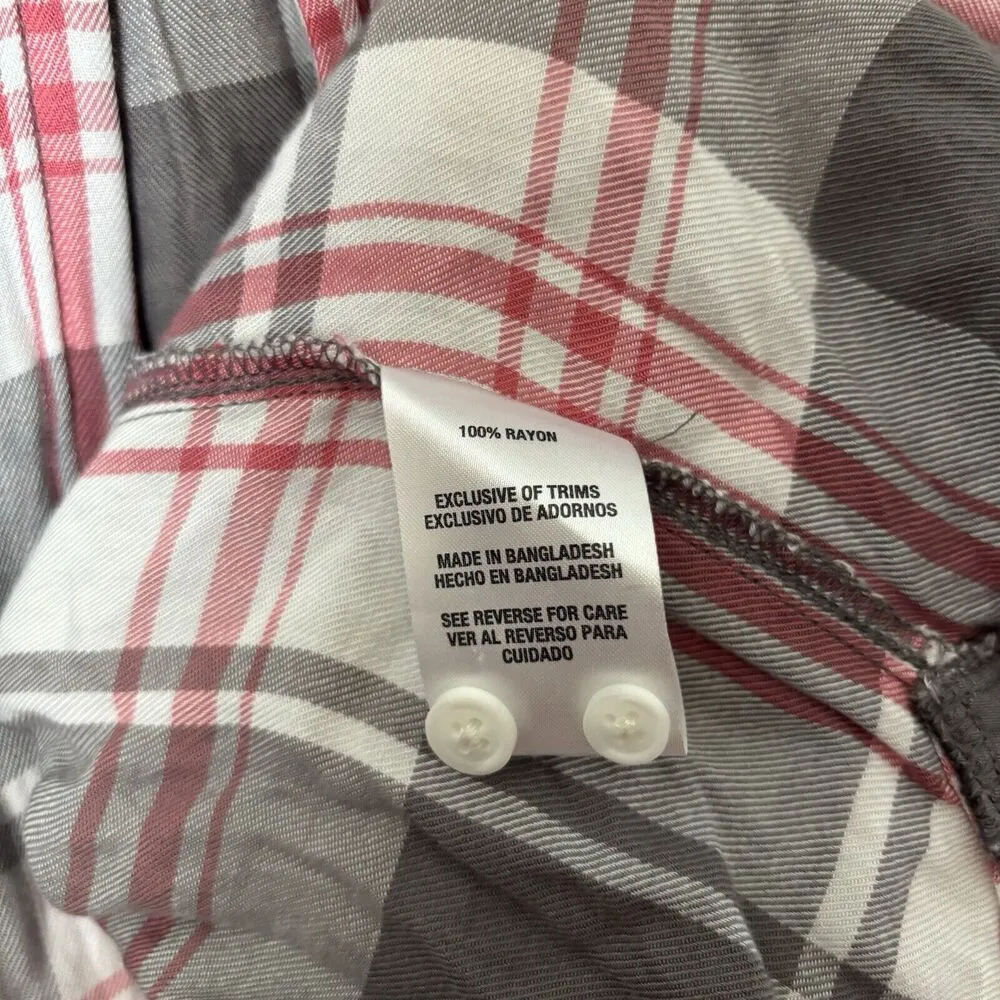 100% RAYON
EXCLUSIVE OF TRIMS
EXCLUSIVO DE ADORNOS
MADE IN BANGLADESH
HECHO EN BANGLADESH
SEE REVERSE FOR CARE
VER AL REVERSO PARA
CUIDADO